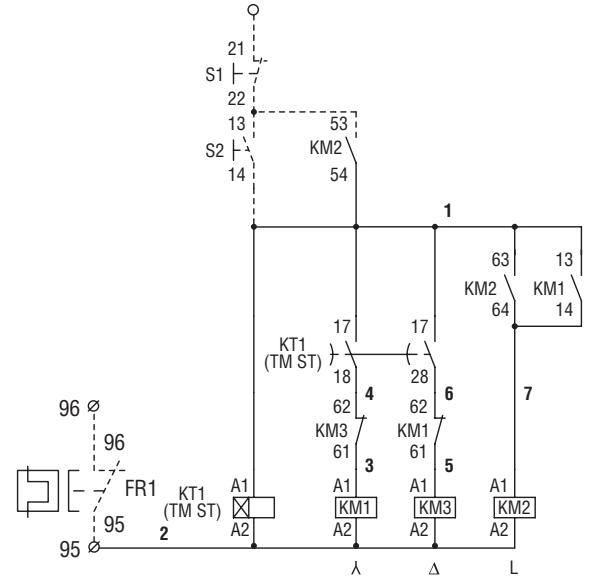 21
S1
22
13 53
S2 KM2
14 54
1
63 13
KM2 KM1
64 14
17 17
KT1
(TM ST)
18 28
4 6 7
96 62 62
96 KM3 KM1
61 61
3 5
FR1 KT1 A1 A1 A1 A1
(TM ST) KM1 KM3 KM2
95 2 A2 A2 A2 A2
95
⅄ Δ L